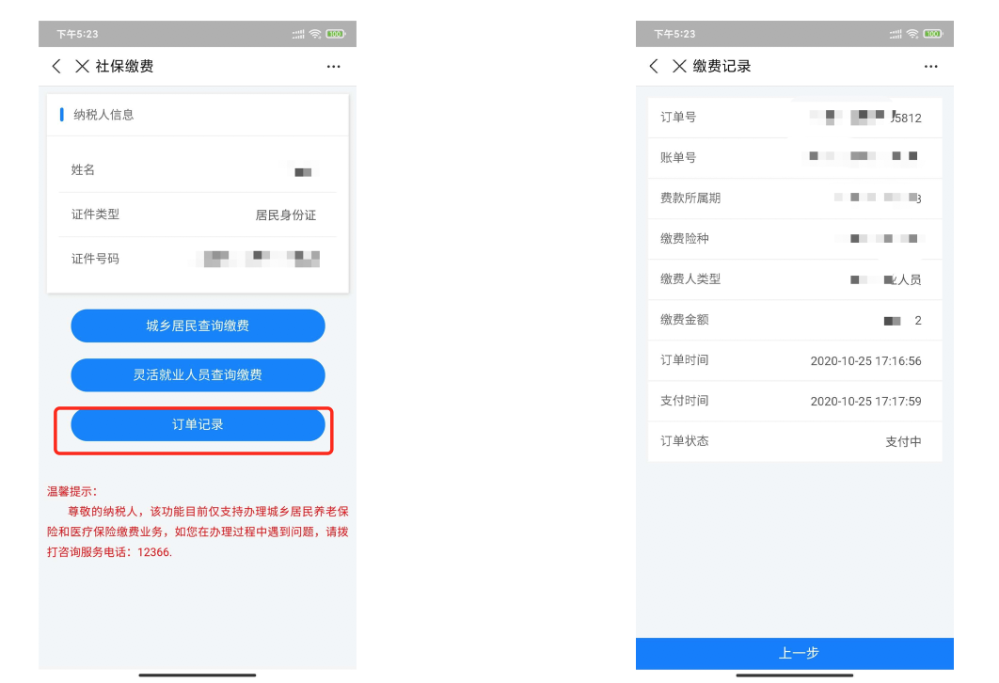 下午5:23
100
社保缴费
纳税人信息
姓名
证件类型 居民身份证
证件号码
城乡居民查询缴费
灵活就业人员查询缴费
订单记录
温馨提示：
尊敬的纳税人，该功能目前仅支持办理城乡居民养老保
险和医疗保险缴费业务，如您在办理过程中遇到问题，请拨
打咨询服务电话：12366.
下午5:23
100
缴费记录
订单号 5812
账单号
费款所属期
缴费险种
缴费人类型 人员
缴费金额 2
订单时间 2020-10-25 17:16:56
支付时间 2020-10-25 17:17:59
订单状态 支付中
上一步